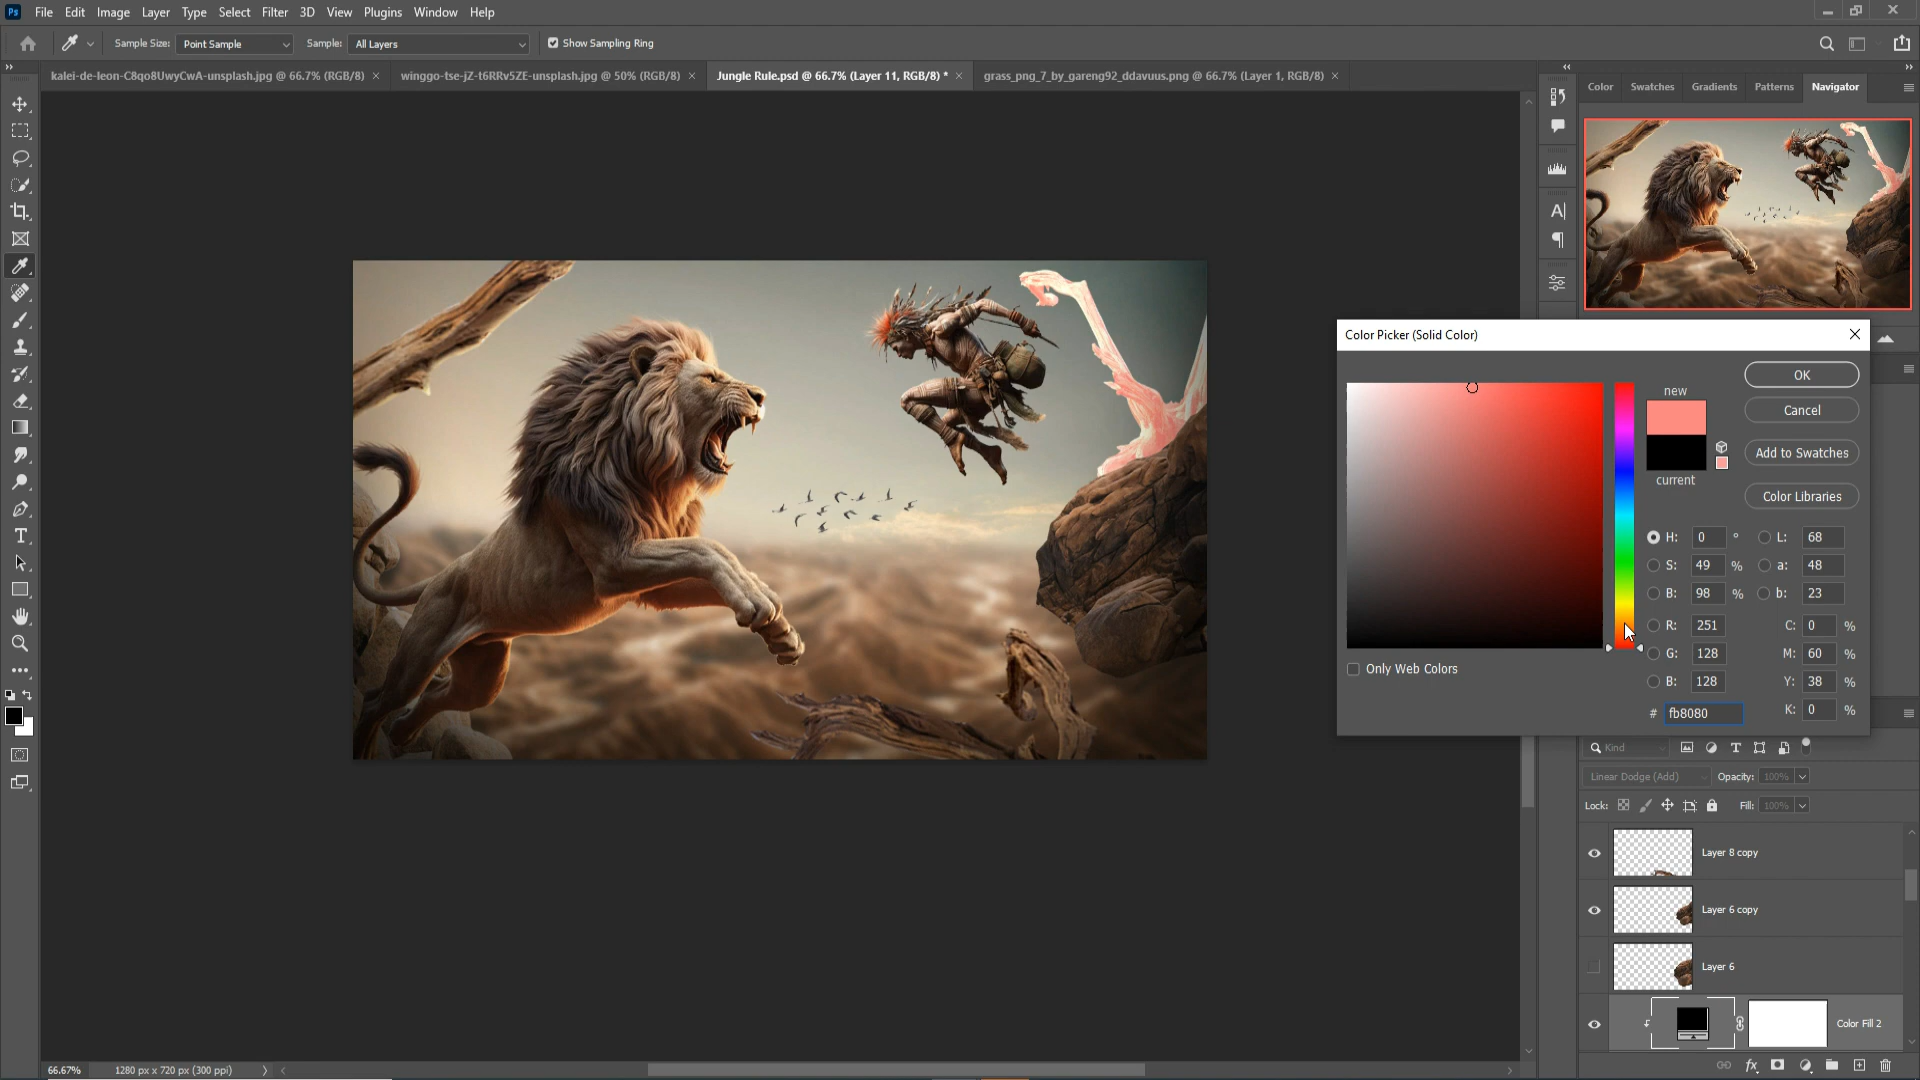 Ps File Edit Image Layer Type Select Filter 3D View Plugins Window Help
Sample Size: Point Sample Sample: All Layers Show Sampling Ring
kalei-de-leon-C8qo8UwyCwA-unsplash.jpg @ 66.7% (RGB/8) × winggo-tse-jZ-t6RRv5ZE-unsplash.jpg @ 50% (RGB/8) × Jungle Rule.psd @ 66.7% (Layer 11, RGB/8) * × grass_png_7_by_gareng92_ddavuus.png @ 66.7% (Layer 1, RGB/8) ×
Color Swatches Gradients Patterns Navigator
Color Picker (Solid Color)
new
current
OK
Cancel
Add to Swatches
Color Libraries
H: 0 ° L: 68
S: 49 % a: 48
B: 98 % b: 23
R: 251 C: 0 %
G: 128 M: 60 %
B: 128 Y: 38 %
# fb8080 K: 0 %
Only Web Colors
Kind
Linear Dodge (Add) Opacity: 100%
Lock: Fill: 100%
Layer 8 copy
Layer 6 copy
Layer 6
Color Fill 2
66.67% 1280 px x 720 px (300 ppi)